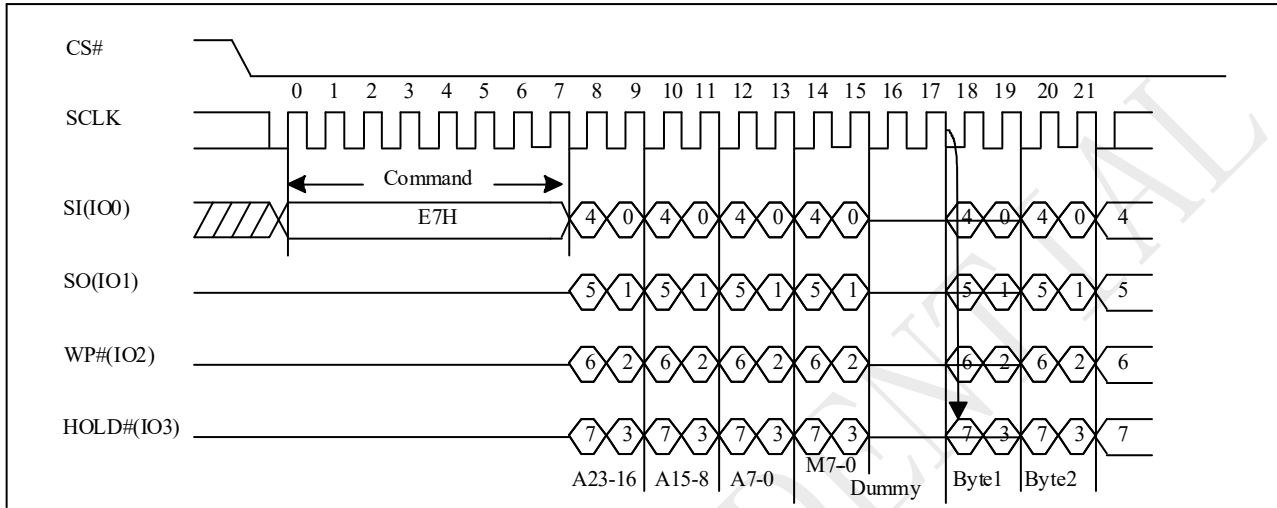 CS#
0 1 2 3 4 5 6 7 8 9 10 11 12 13 14 15 16 17 18 19 20 21
SCLK
Command
SI(IO0) E7H 4 0 4 0 4 0 4 0 4 0 4 0 4
SO(IO1) 5 1 5 1 5 1 5 1 5 1 5 1 5
WP#(IO2) 6 2 6 2 6 2 6 2 6 2 6 2 6
HOLD#(IO3) 7 3 7 3 7 3 7 3 7 3 7 3 7
A23-16 A15-8 A7-0 M7-0 Dummy Byte1 Byte2
DENTIAL